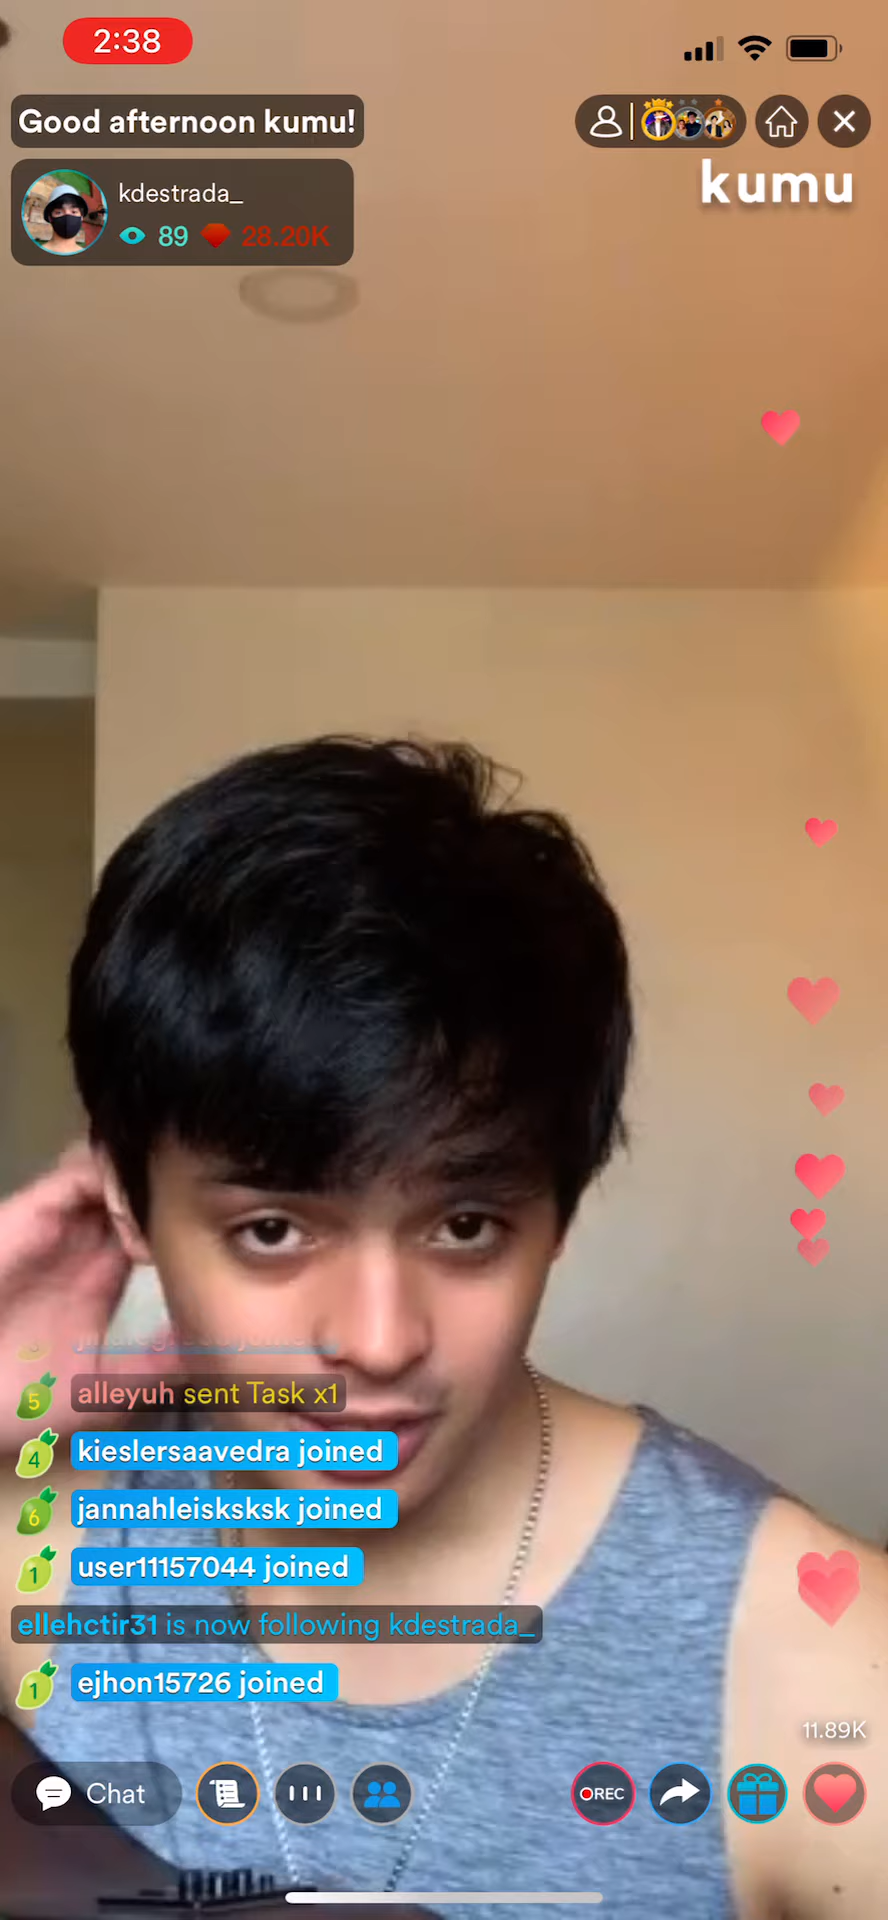 2:38
Good afternoon kumu!
kdestrada_
89 28.20K
kumu
5 alleyuh sent Task x1
4 kieslersaavedra joined
6 jannahleisksksk joined
1 user11157044 joined
ellehctir31 is now following kdestrada_
1 ejhon15726 joined
11.89K
Chat
REC